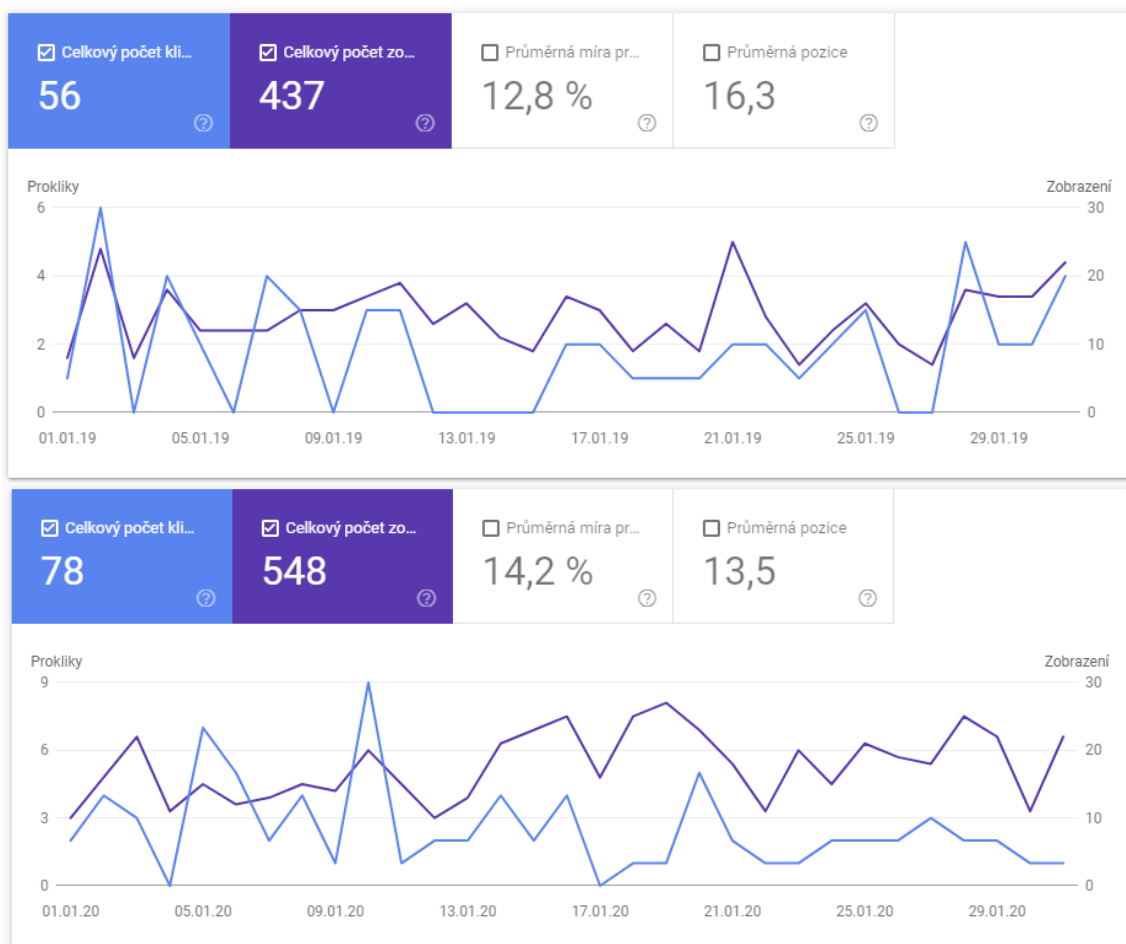 Celkový počet kli... Celkový počet zo... Průměrná míra pr... Průměrná pozice
56 437 12,8 % 16,3
Prokliky Zobrazení
6 30
4 20
2 10
0 0
01.01.19 05.01.19 09.01.19 13.01.19 17.01.19 21.01.19 25.01.19 29.01.19
Celkový počet kli... Celkový počet zo... Průměrná míra pr... Průměrná pozice
78 548 14,2 % 13,5
Prokliky Zobrazení
9 30
6 20
3 10
0 0
01.01.20 05.01.20 09.01.20 13.01.20 17.01.20 21.01.20 25.01.20 29.01.20